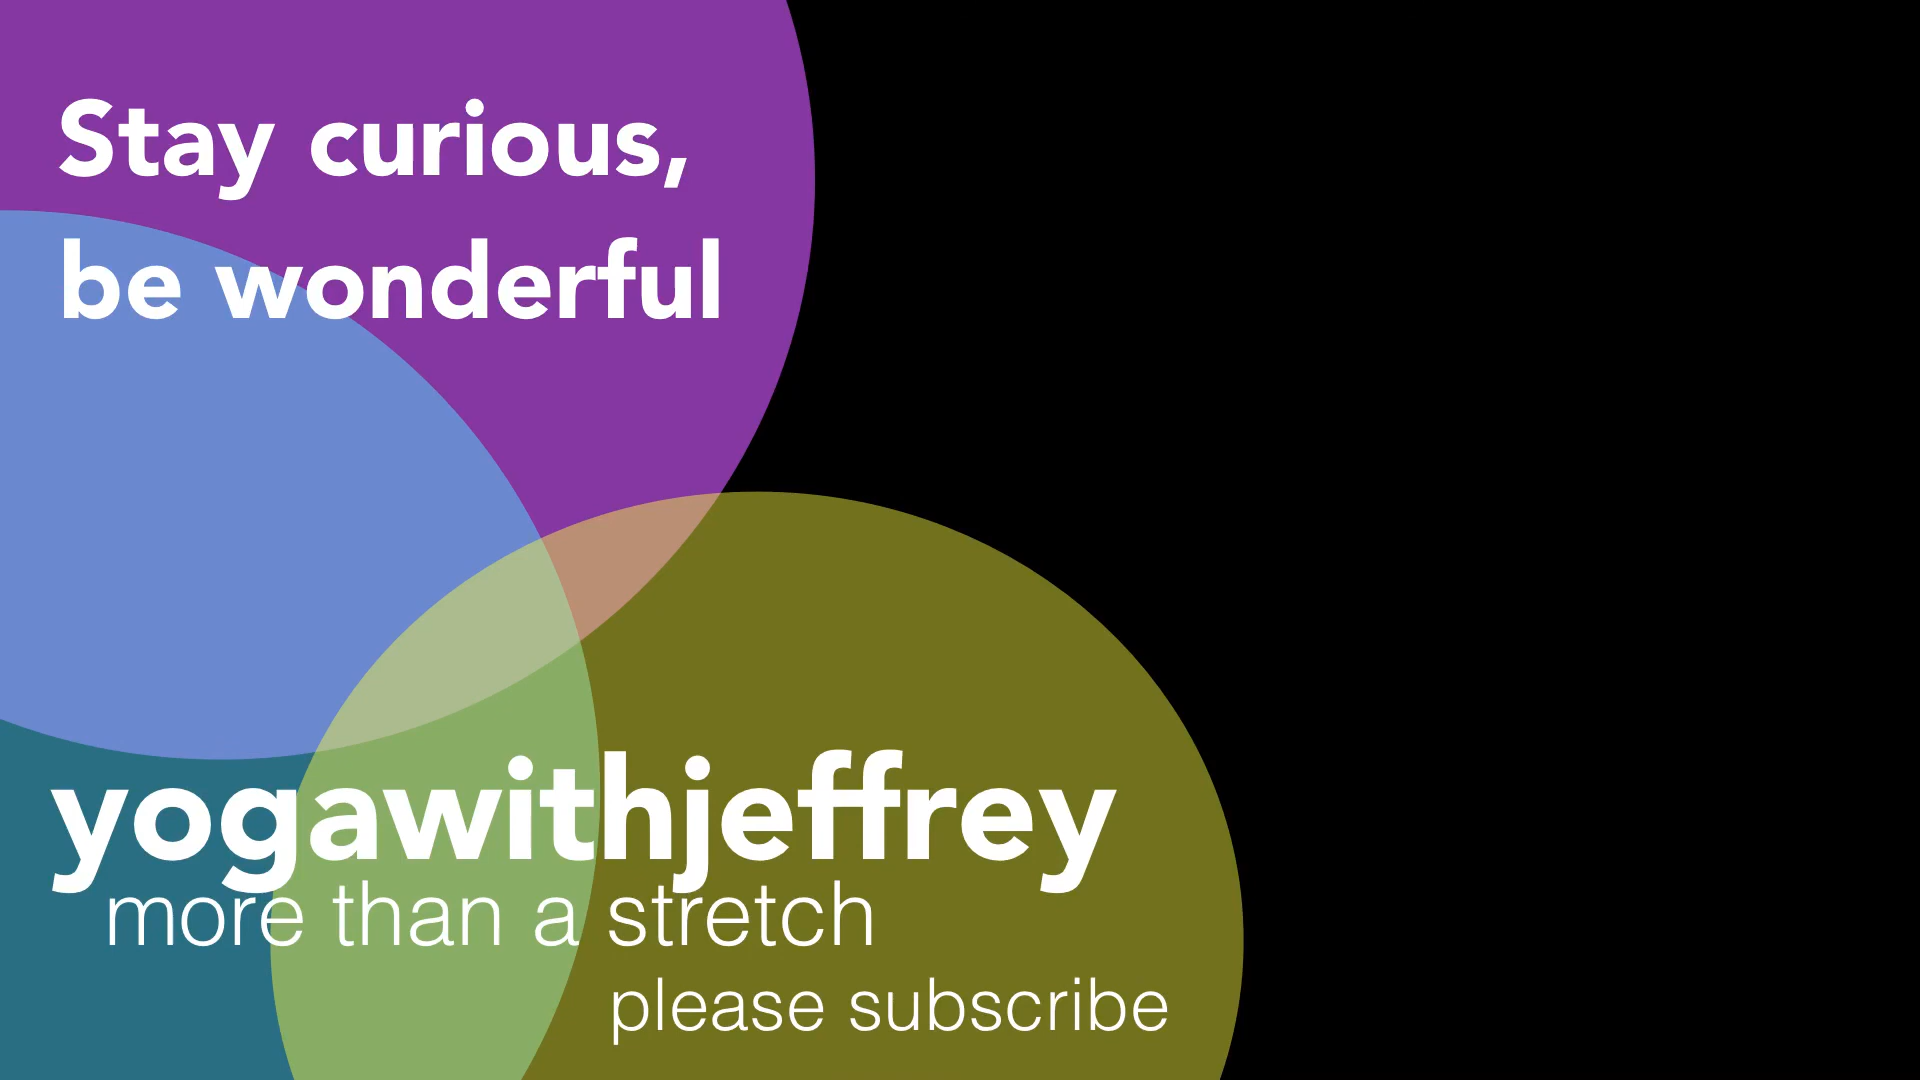 Stay curious,
be wonderful
yogawithjeffrey
more than a stretch
please subscribe